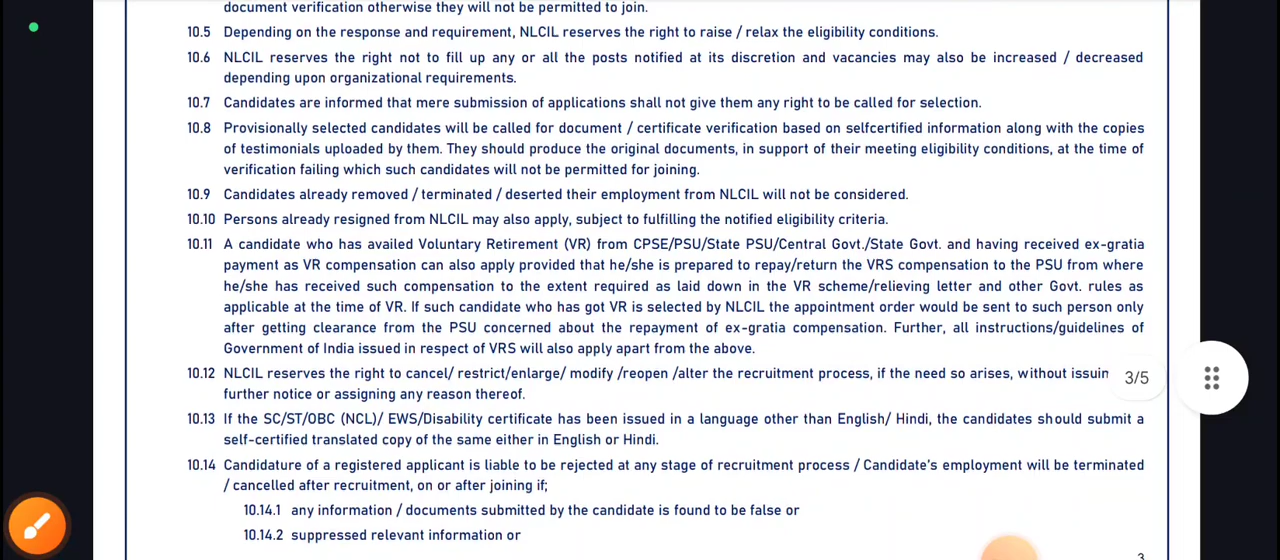 document verification otherwise they will not be permitted to join.
10.5 Depending on the response and requirement, NLCIL reserves the right to raise / relax the eligibility conditions.
10.6 NLCIL reserves the right not to fill up any or all the posts notified at its discretion and vacancies may also be increased / decreased
depending upon organizational requirements.
10.7 Candidates are informed that mere submission of applications shall not give them any right to be called for selection.
10.8 Provisionally selected candidates will be called for document / certificate verification based on selfcertified information along with the copies
of testimonials uploaded by them. They should produce the original documents, in support of their meeting eligibility conditions, at the time of
verification failing which such candidates will not be permitted for joining.
10.9 Candidates already removed / terminated / deserted their employment from NLCIL will not be considered.
10.10 Persons already resigned from NLCIL may also apply, subject to fulfilling the notified eligibility criteria.
10.11 A candidate who has availed Voluntary Retirement (VR) from CPSE/PSU/State PSU/Central Govt./State Govt. and having received ex-gratia
payment as VR compensation can also apply provided that he/she is prepared to repay/return the VRS compensation to the PSU from where
he/she has received such compensation to the extent required as laid down in the VR scheme/relieving letter and other Govt. rules as
applicable at the time of VR. If such candidate who has got VR is selected by NLCIL the appointment order would be sent to such person only
after getting clearance from the PSU concerned about the repayment of ex-gratia compensation. Further, all instructions/guidelines of
Government of India issued in respect of VRS will also apply apart from the above.
10.12 NLCIL reserves the right to cancel/ restrict/enlarge/ modify /reopen /alter the recruitment process, if the need so arises, without issuin
3/5
further notice or assigning any reason thereof.
10.13 If the SC/ST/OBC (NCL)/ EWS/Disability certificate has been issued in a language other than English/ Hindi, the candidates should submit a
self-certified translated copy of the same either in English or Hindi.
10.14 Candidature of a registered applicant is liable to be rejected at any stage of recruitment process / Candidate's employment will be terminated
/ cancelled after recruitment, on or after joining if;
10.14.1 any information / documents submitted by the candidate is found to be false or
10.14.2 suppressed relevant information or
3